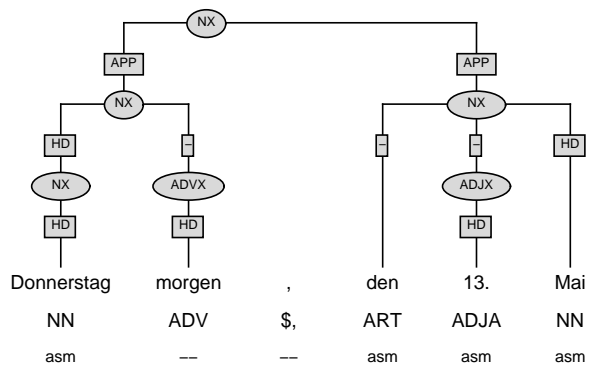 NX
APP APP
NX NX
HD – – – HD
NX ADVX ADJX
HD HD HD
Donnerstag morgen , den 13. Mai
NN ADV $, ART ADJA NN
asm –– –– asm asm asm